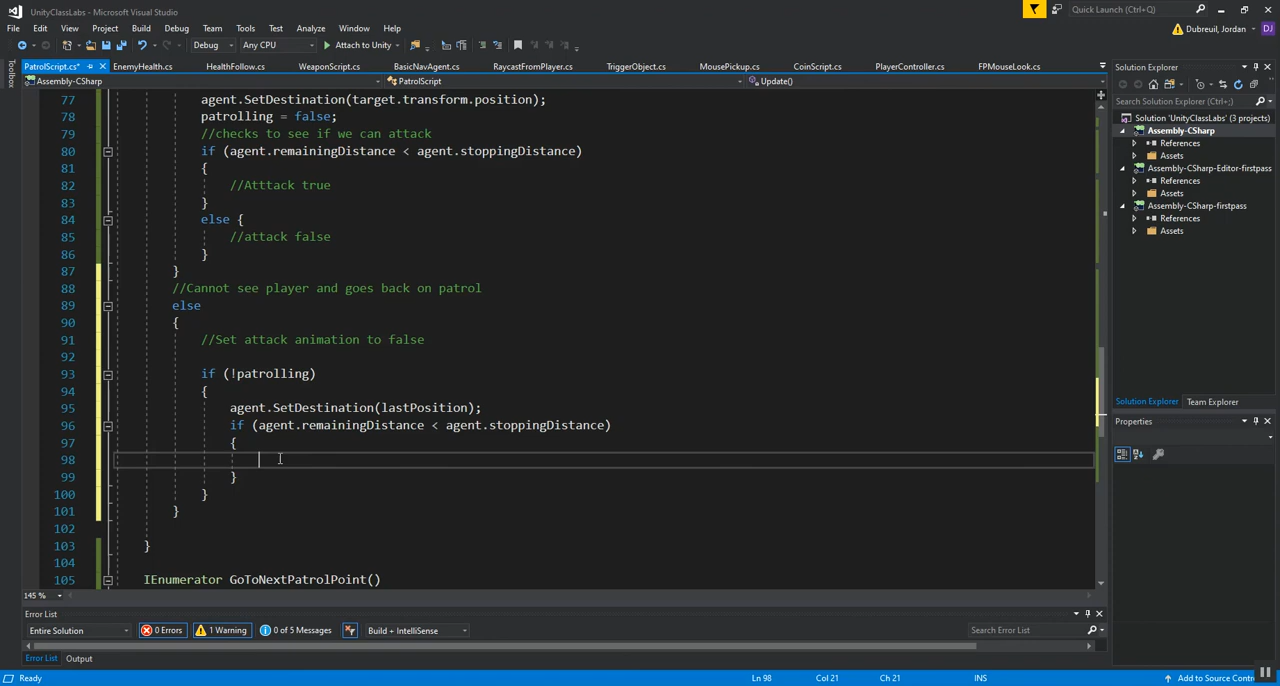 UnityClassLabs - Microsoft Visual Studio
Quick Launch (Ctrl+Q)
File Edit View Project Build Debug Team Tools Test Analyze Window Help
Dubreuil, Jordan DJ
Debug Any CPU Attach to Unity
Toolbox
PatrolScript.cs* EnemyHealth.cs HealthFollow.cs WeaponScript.cs BasicNavAgent.cs RaycastFromPlayer.cs TriggerObject.cs MousePickup.cs CoinScript.cs PlayerController.cs FPMouseLook.cs
Assembly-CSharp PatrolScript Update()
77 agent.SetDestination(target.transform.position);
78 patrolling = false;
79 //checks to see if we can attack
80 if (agent.remainingDistance < agent.stoppingDistance)
81 {
82 //Atttack true
83 }
84 else {
85 //attack false
86 }
87 }
88 //Cannot see player and goes back on patrol
89 else
90 {
91 //Set attack animation to false
92
93 if (!patrolling)
94 {
95 agent.SetDestination(lastPosition);
96 if (agent.remainingDistance < agent.stoppingDistance)
97 {
98
99 }
100 }
101 }
102
103 }
104
105 IEnumerator GoToNextPatrolPoint()
145 %
Solution Explorer
Search Solution Explorer (Ctrl+;)
Solution 'UnityClassLabs' (3 projects)
Assembly-CSharp
References
Assets
Assembly-CSharp-Editor-firstpass
References
Assets
Assembly-CSharp-firstpass
References
Assets
Solution Explorer Team Explorer
Properties
Error List
Entire Solution 0 Errors 1 Warning 0 of 5 Messages Build + IntelliSense Search Error List
Error List Output
Ready Ln 98 Col 21 Ch 21 INS Add to Source Contr